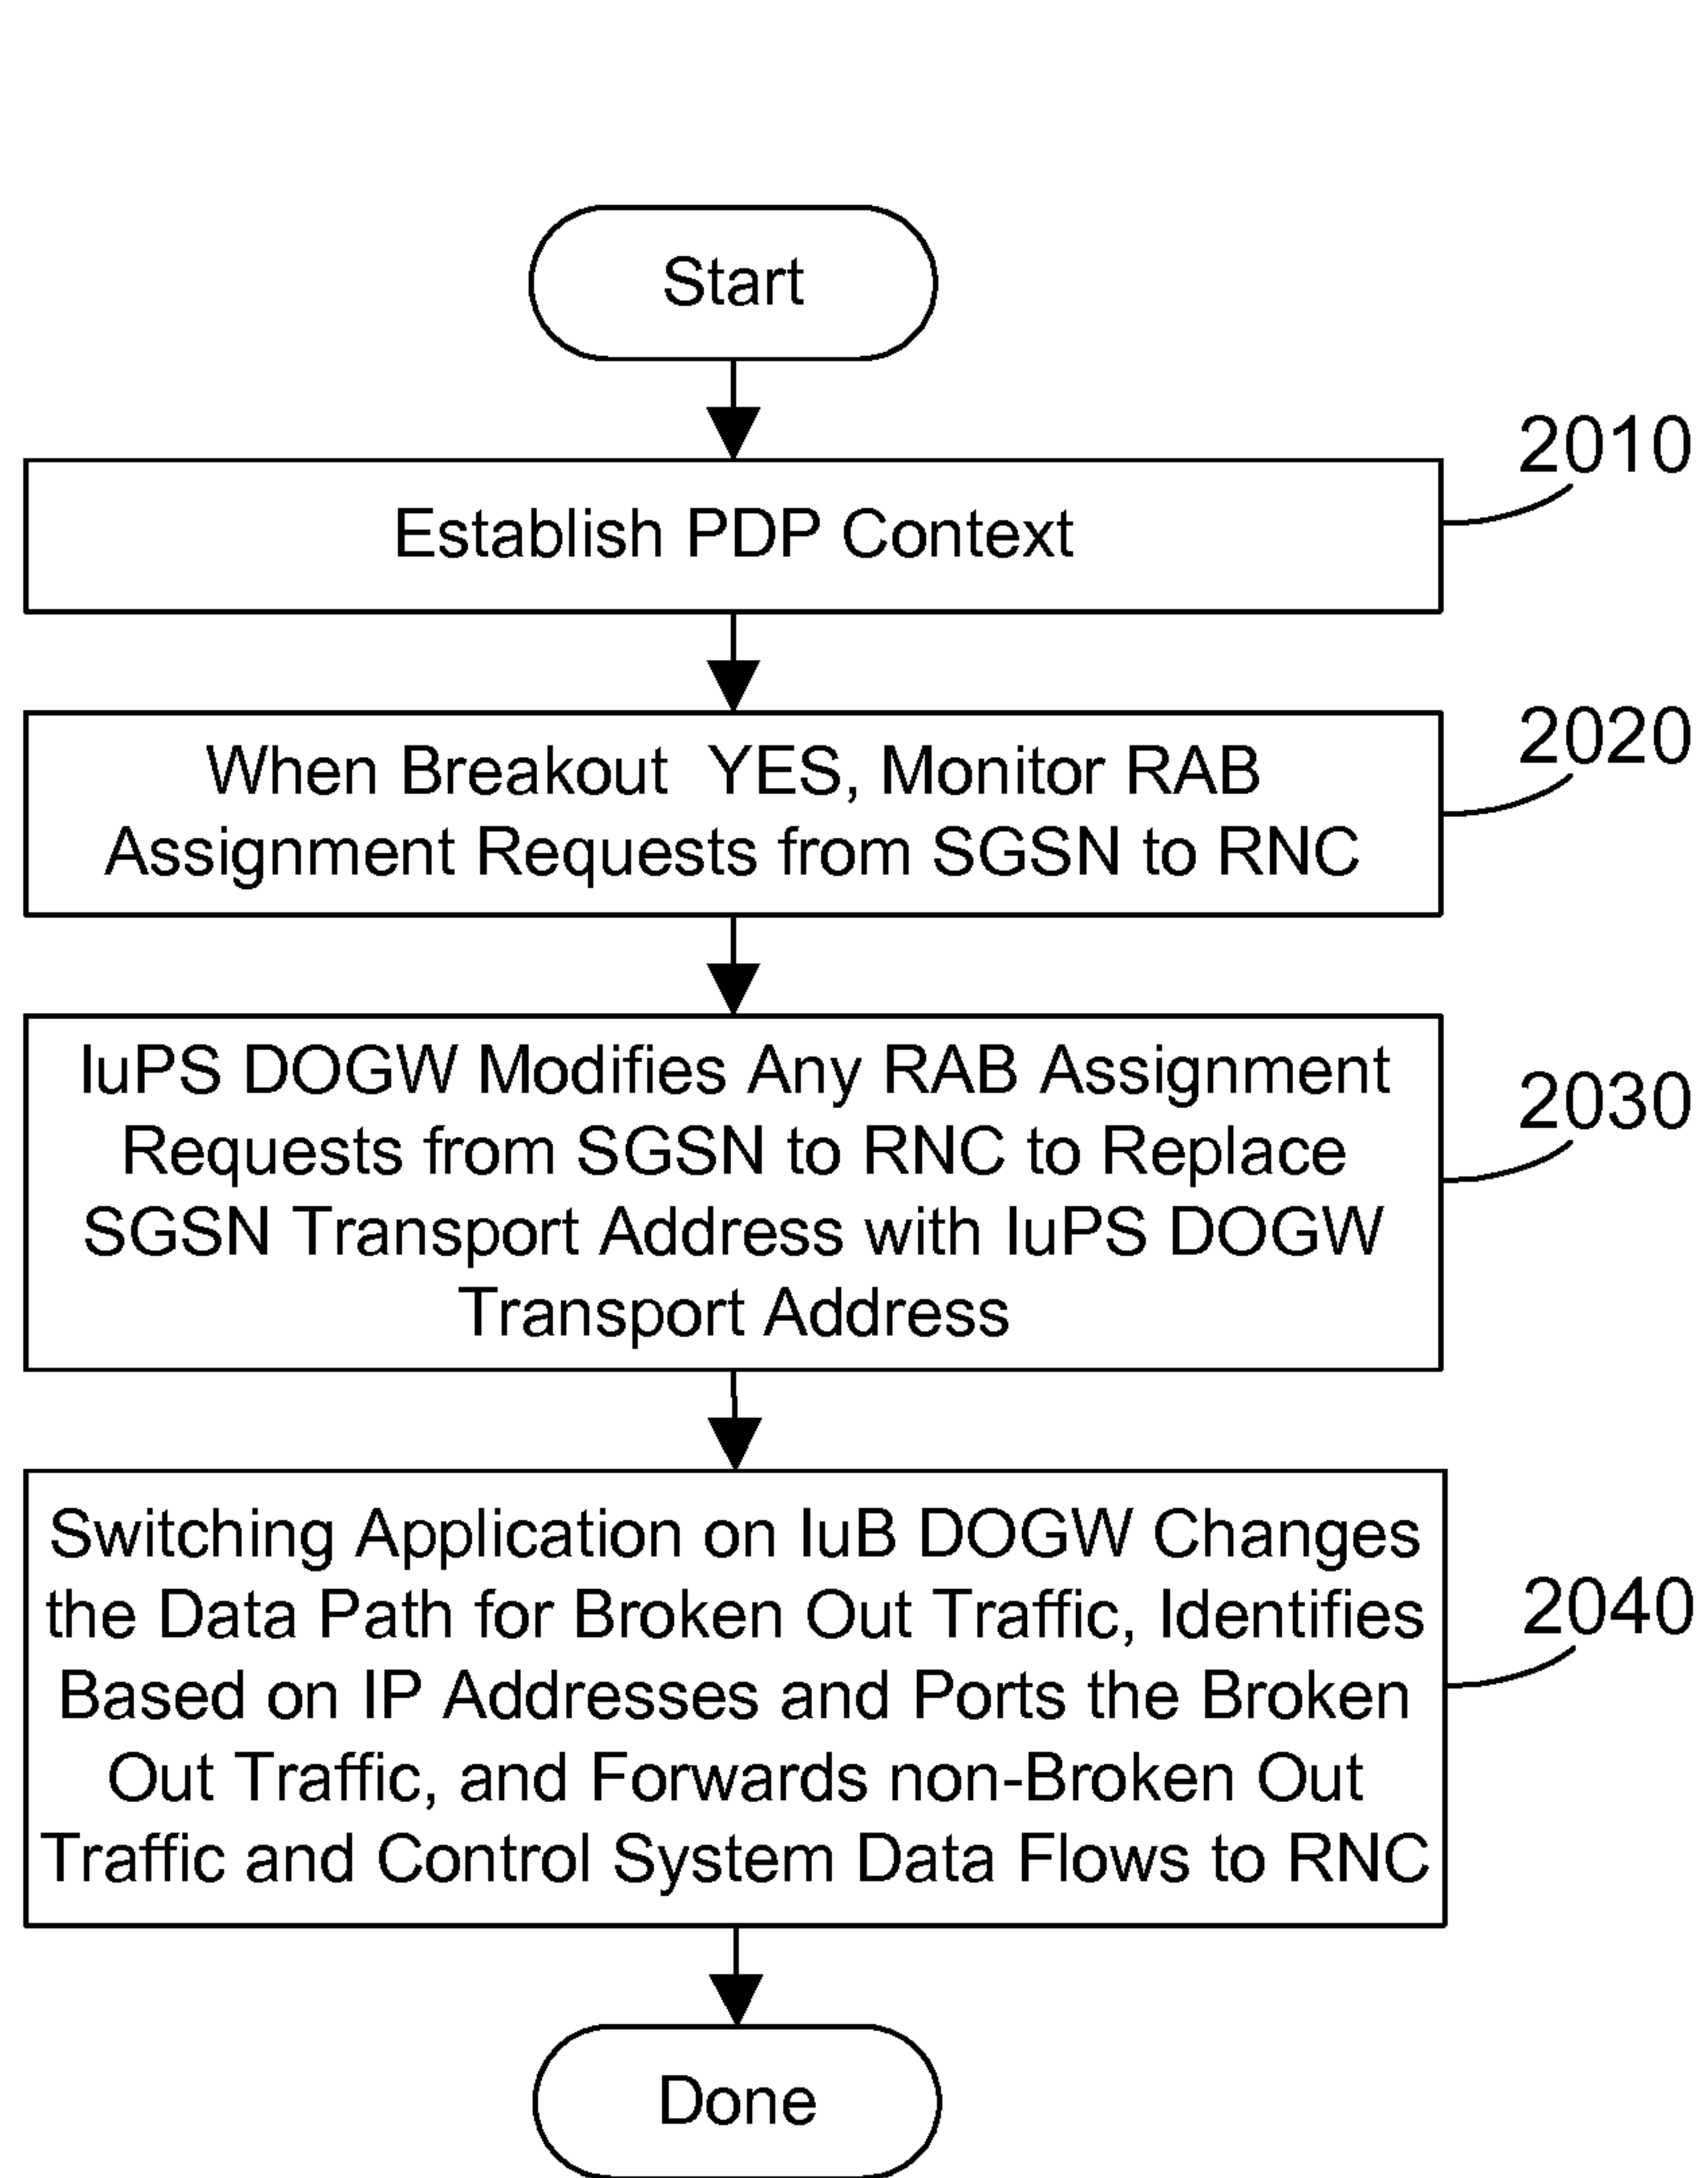 Start
2010
Establish PDP Context
2020
When Breakout YES, Monitor RAB
Assignment Requests from SGSN to RNC
IuPS DOGW Modifies Any RAB Assignment
2030
Requests from SGSN to RNC to Replace
SGSN Transport Address with IuPS DOGW
Transport Address
Switching Application on IuB DOGW Changes
2040
the Data Path for Broken Out Traffic, Identifies
Based on IP Addresses and Ports the Broken
Out Traffic, and Forwards non-Broken Out
Traffic and Control System Data Flows to RNC
Done